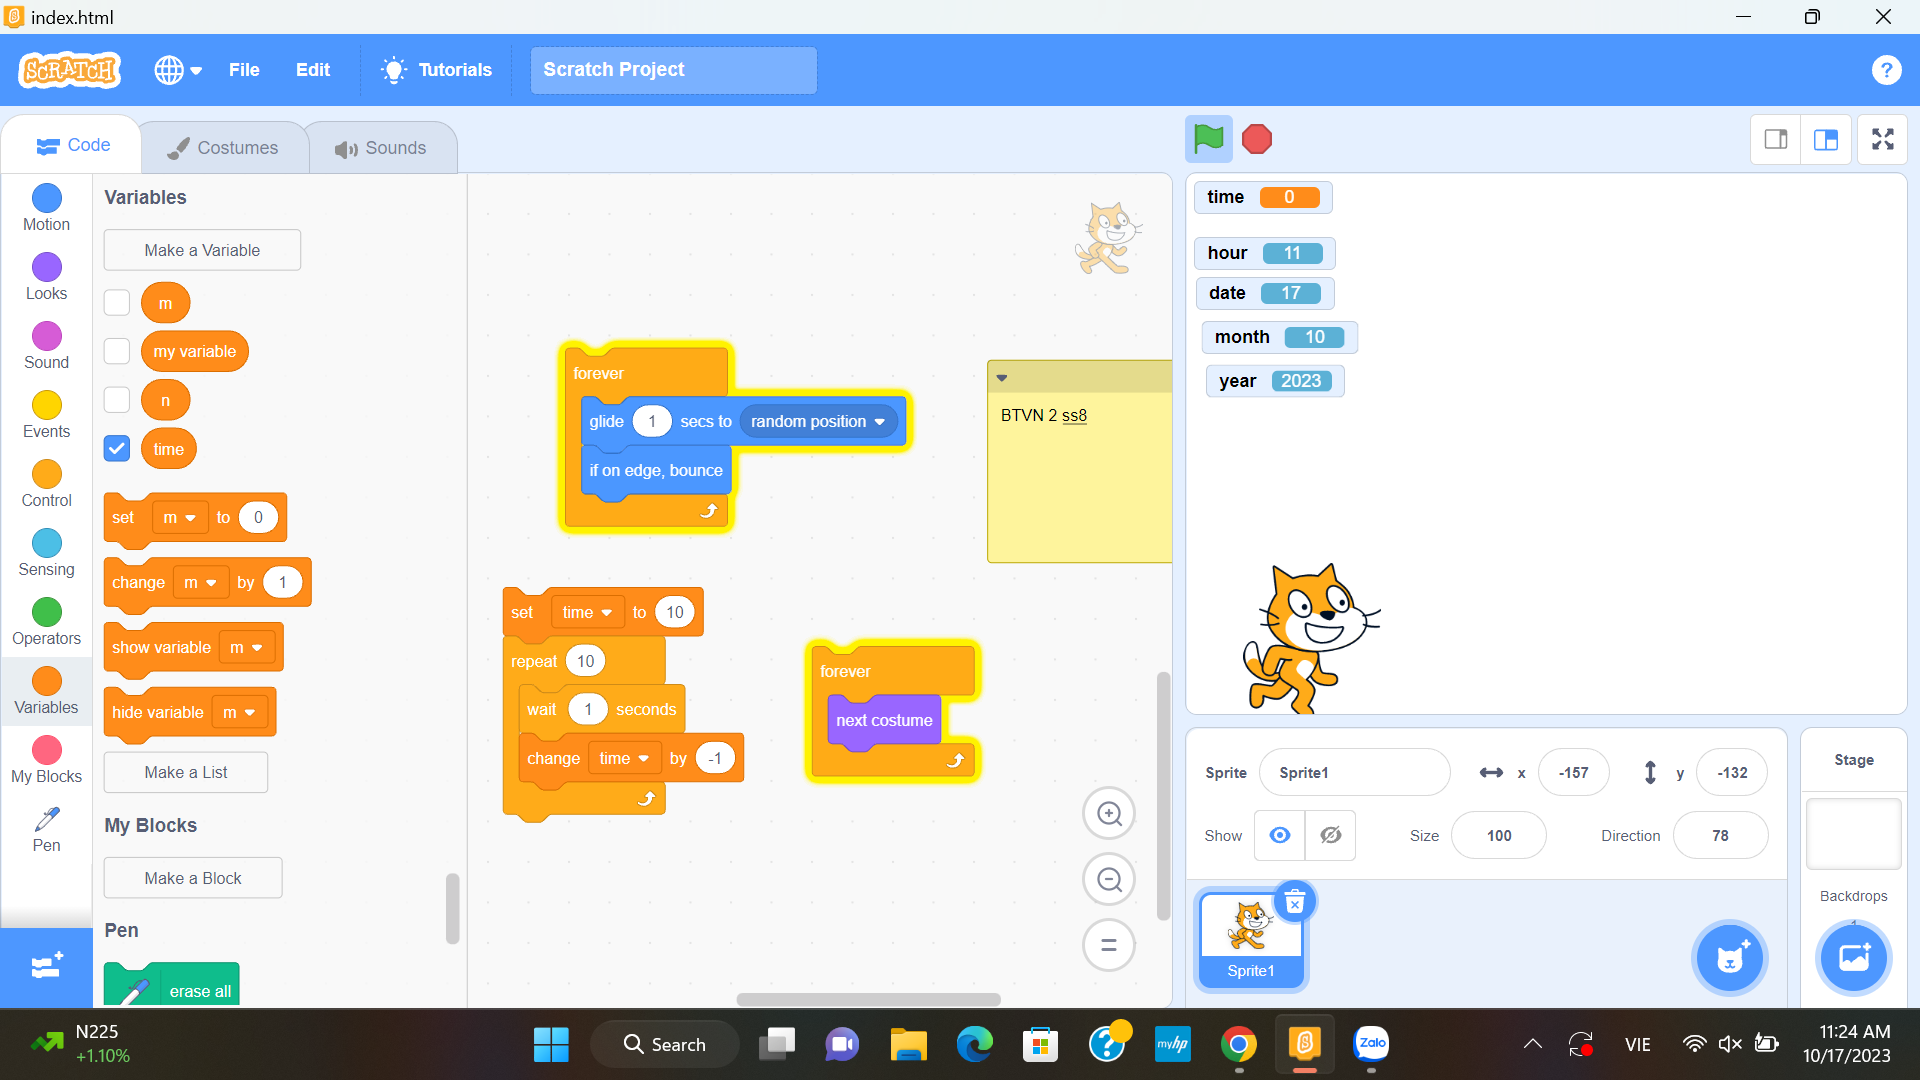 index.html
SCRATCH File Edit Tutorials Scratch Project ?
Code Costumes Sounds
Motion
Looks
Sound
Events
Control
Sensing
Operators
Variables
My Blocks
Pen
Variables
Make a Variable
m
my variable
n
time
set m to 0
change m by 1
show variable m
hide variable m
Make a List
My Blocks
Make a Block
Pen
erase all
forever
glide 1 secs to random position
if on edge, bounce
set time to 10
repeat 10
wait 1 seconds
change time by -1
forever
next costume
BTVN 2 ss8
time 0
hour 11
date 17
month 10
year 2023
Sprite Sprite1 x -157 y -132
Show Size 100 Direction 78
Sprite1
Stage
Backdrops
1
N225
+1.10%
Search
myhp
Zalo
VIE
11:24 AM
10/17/2023